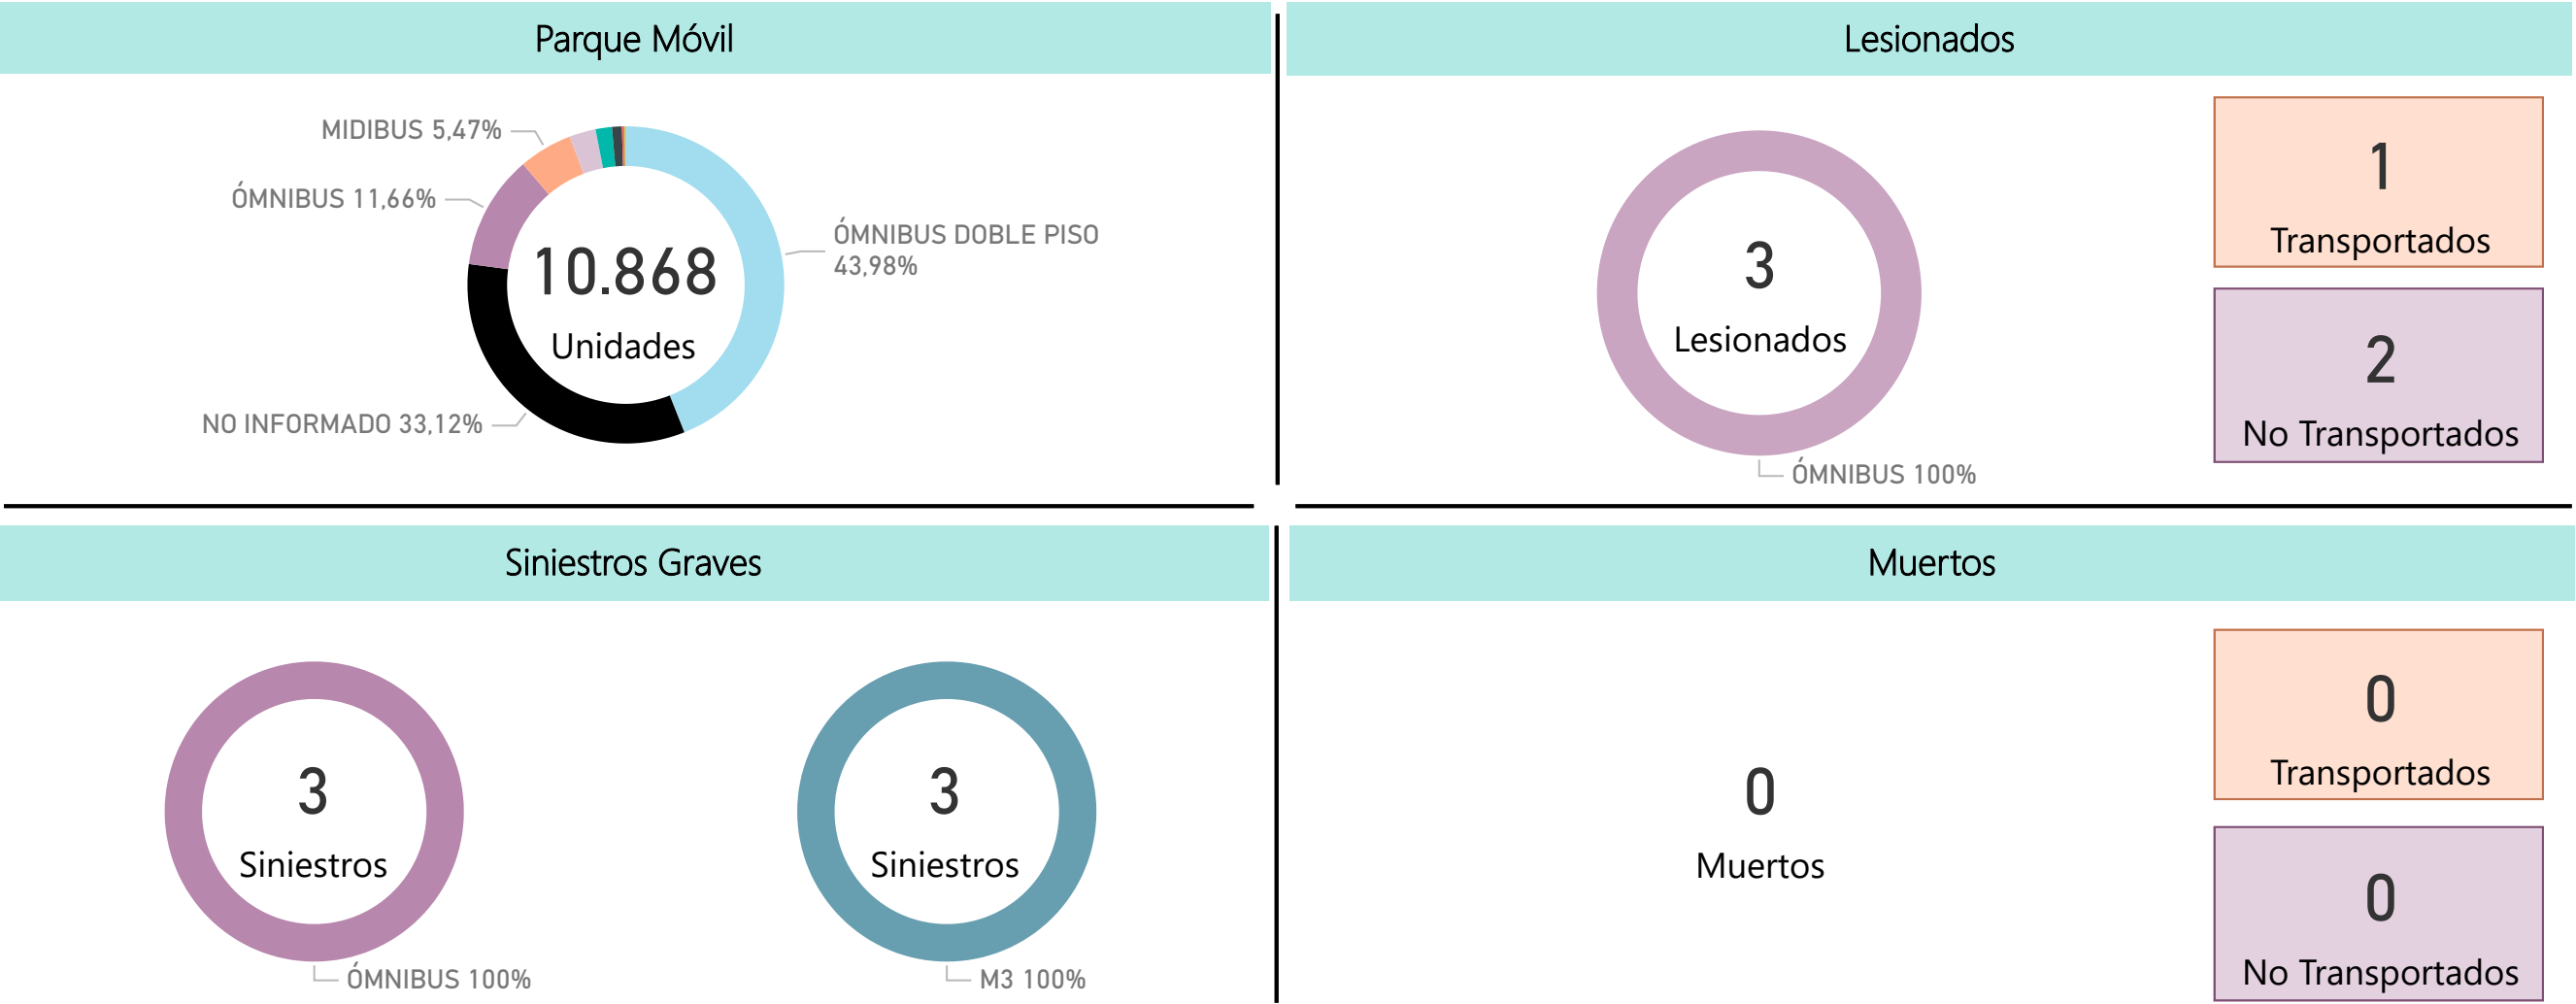 Parque Móvil
MIDIBUS 5,47%
ÓMNIBUS 11,66%
ÓMNIBUS DOBLE PISO
43,98%
10.868
Unidades
NO INFORMADO 33,12%
Lesionados
3
Lesionados
ÓMNIBUS 100%
1
Transportados
2
No Transportados
Siniestros Graves
3
Siniestros
ÓMNIBUS 100%
3
Siniestros
M3 100%
Muertos
0
Muertos
0
Transportados
0
No Transportados